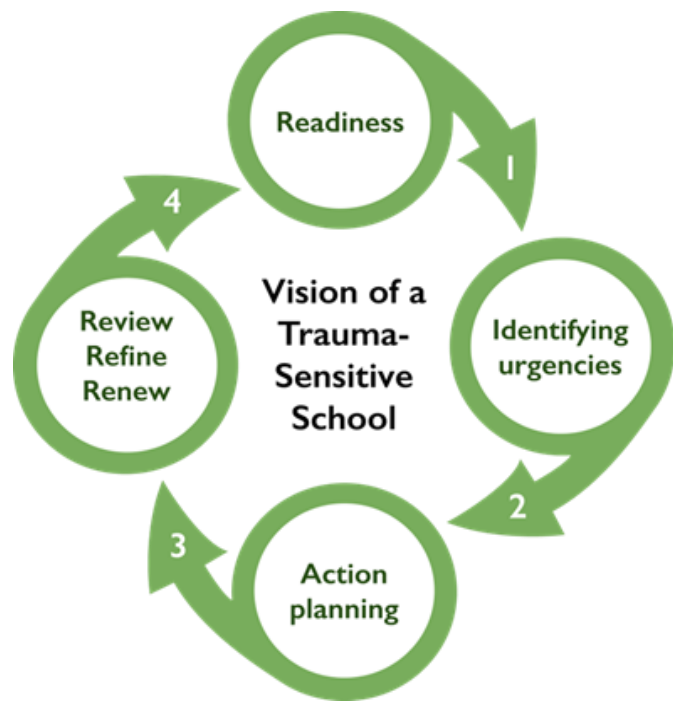 Readiness
1
Identifying
urgencies
2
Action
planning
3
Review
Refine
Renew
4
Vision of a
Trauma-
Sensitive
School